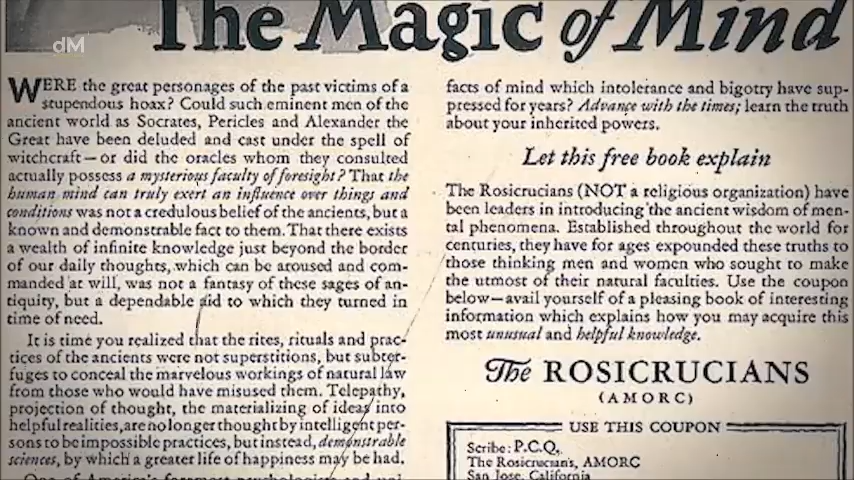 dM
The Magic of Mind
WERE the great personages of the past victims of a
stupendous hoax? Could such eminent men of the
ancient world as Socrates, Pericles and Alexander the
Great have been deluded and cast under the spell of
witchcraft—or did the oracles whom they consulted
actually possess a mysterious faculty of foresight? That the
human mind can truly exert an influence over things and
conditions was not a credulous belief of the ancients, but a
known and demonstrable fact to them. That there exists
a wealth of infinite knowledge just beyond the border
of our daily thoughts, which can be aroused and com-
manded at will, was not a fantasy of these sages of an-
tiquity, but a dependable aid to which they turned in
time of need.
It is time you realized that the rites, rituals and prac-
tices of the ancients were not superstitions, but subter-
fuges to conceal the marvelous workings of natural law
from those who would have misused them. Telepathy,
projection of thought, the materializing of ideas into
helpful realities, are no longer thought by intelligent per-
sons to be impossible practices, but instead, demonstrable
sciences, by which a greater life of happiness may be had.
One of America's foremost psychologists and uni-
facts of mind which intolerance and bigotry have sup-
pressed for years? Advance with the times; learn the truth
about your inherited powers.
Let this free book explain
The Rosicrucians (NOT a religious organization) have
been leaders in introducing the ancient wisdom of men-
tal phenomena. Established throughout the world for
centuries, they have for ages expounded these truths to
those thinking men and women who sought to make
the utmost of their natural faculties. Use the coupon
below—avail yourself of a pleasing book of interesting
information which explains how you may acquire this
most unusual and helpful knowledge.
The ROSICRUCIANS
(AMORC)
USE THIS COUPON
Scribe: P.C.Q.
The Rosicrucians, AMORC
San Jose, California